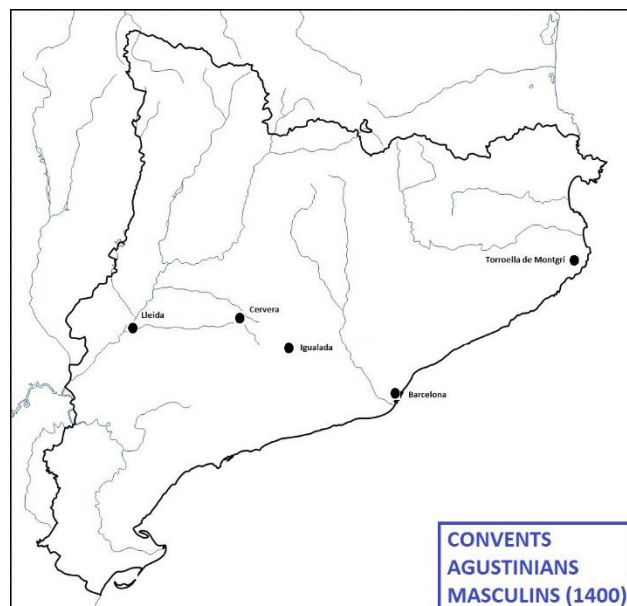 Torroella de Montgrí
Cervera
Lleida
Igualada
Barcelona
CONVENTS
AGUSTINIANS
MASCULINS (1400)